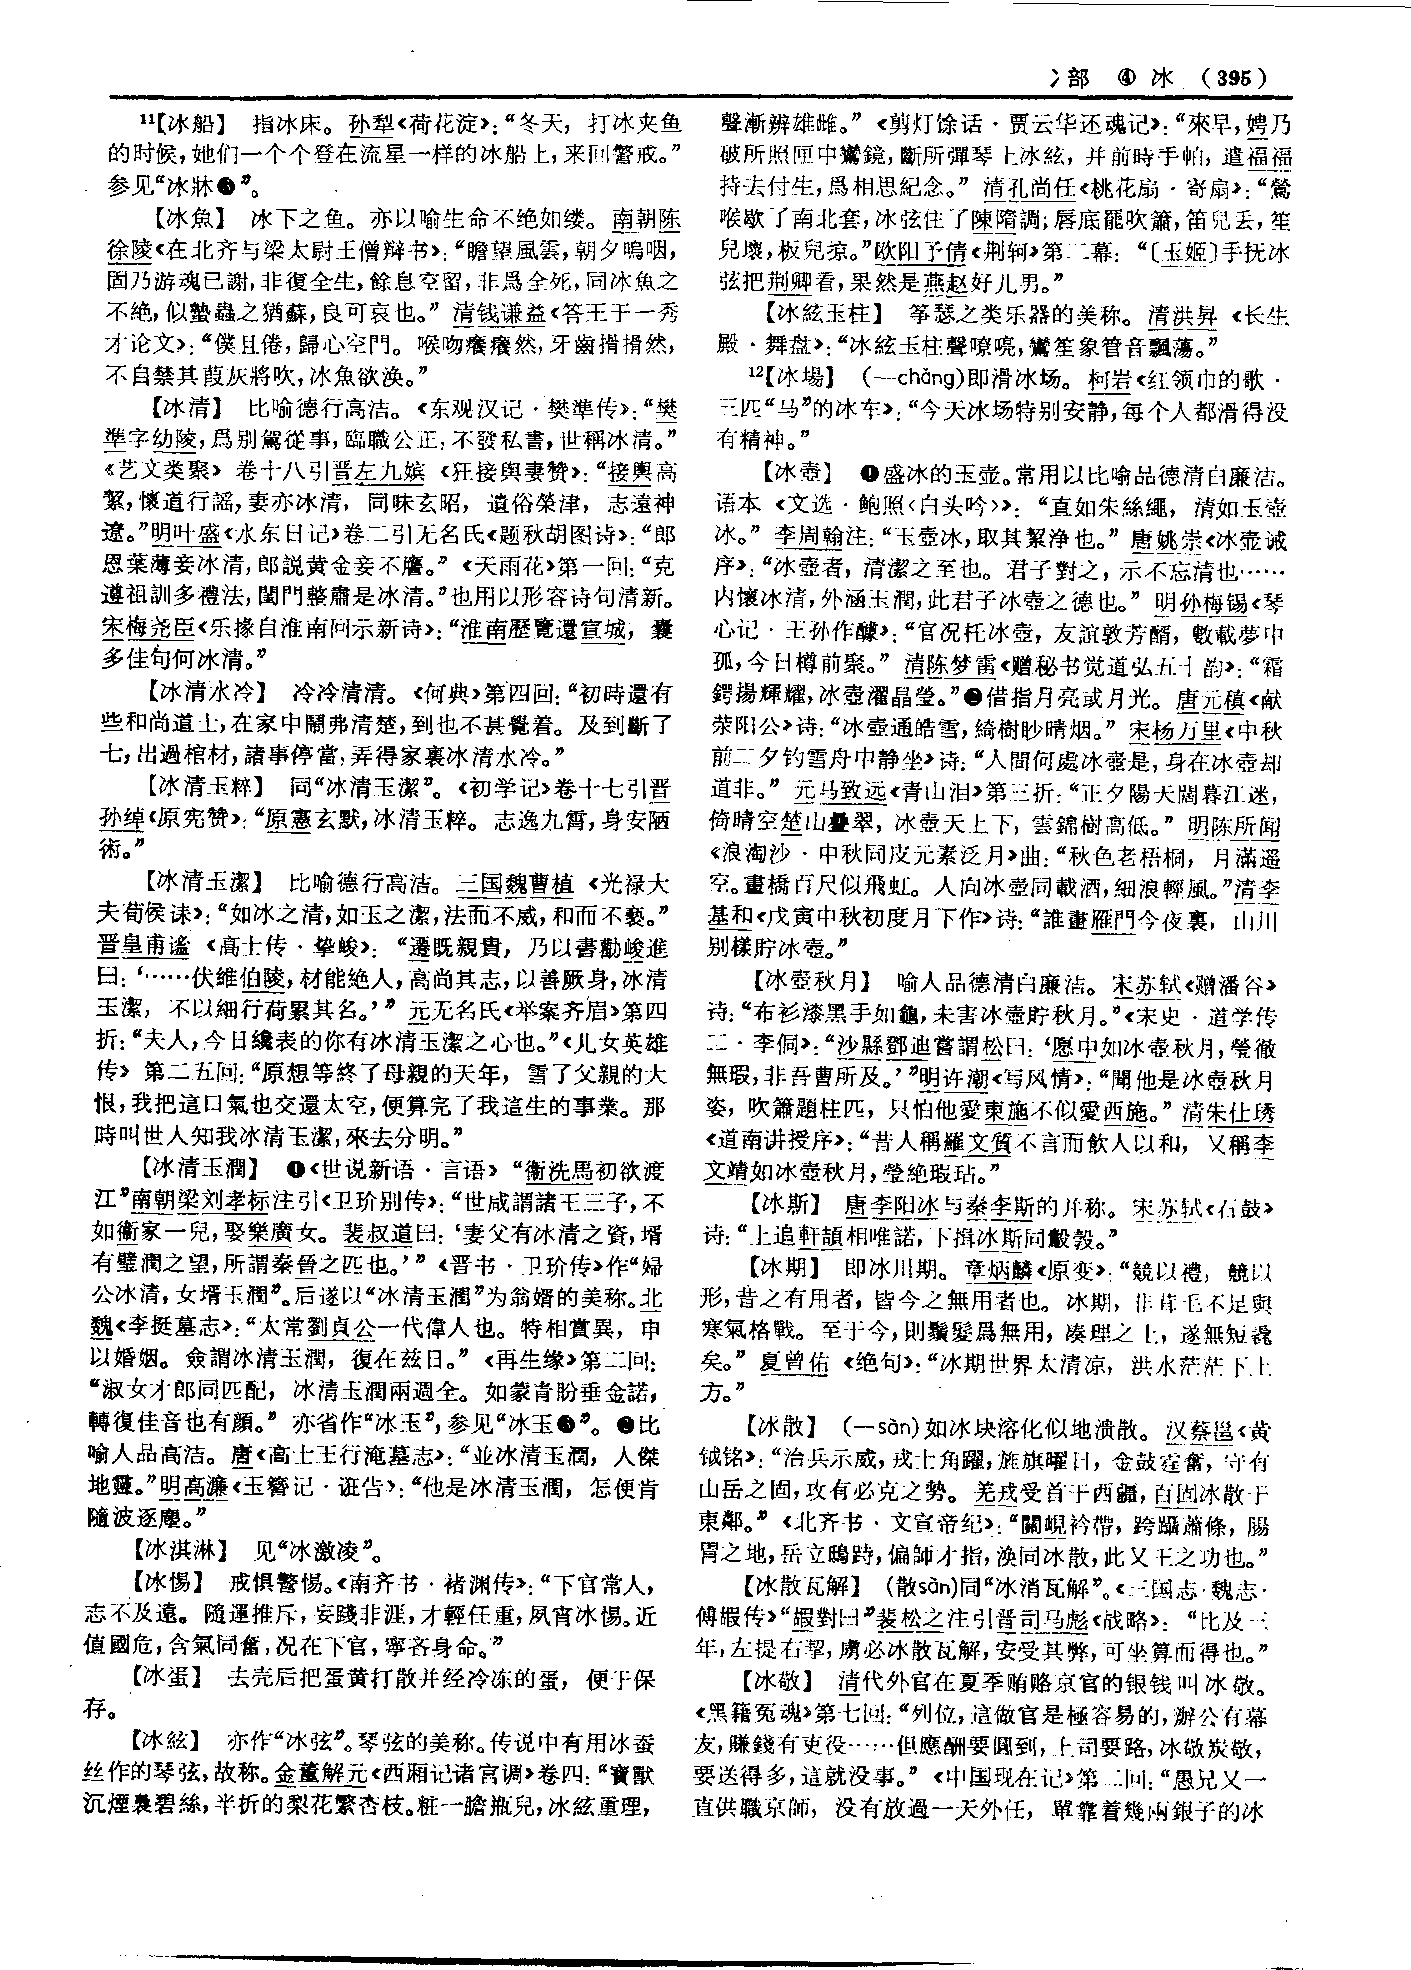 冫部 ④ 冰 (395)
11【冰船】 指冰床。孙犁《荷花淀》：“冬天，打冰夹鱼
的时候，她们一个个登在流星一样的冰船上，来回警戒。”
参见“冰牀❸”。
【冰魚】 冰下之鱼。亦以喻生命不绝如缕。南朝陈
徐陵《在北齐与梁太尉王僧辩书》：“瞻望風雲，朝夕嗚咽，
固乃游魂已謝，非復全生，餘息空留，非爲全死，同冰魚之
不絶，似蟄蟲之猶蘇，良可哀也。”清钱谦益《答王于一秀
才论文》：“僕且倦，歸心空門。喉吻癢癢然，牙齒搰搰然，
不自禁其葭灰將吹，冰魚欲涣。”
【冰清】 比喻德行高洁。《东观汉记·樊準传》：“樊
準字幼陵，爲别駕從事，臨職公正，不發私書，世稱冰清。”
《艺文类聚》卷十八引晋左九嫔《狂接舆妻赞》：“接輿高
絜，懷道行謡，妻亦冰清，同味玄昭，遺俗榮津，志遠神
遼。”明叶盛《水东日记》卷二引无名氏《题秋胡图诗》：“郎
恩葉薄妾冰清，郎説黄金妾不譍。”《天雨花》第一回：“克
遵祖訓多禮法，閨門整肅是冰清。”也用以形容诗句清新。
宋梅尧臣《乐掾自淮南回示新诗》：“淮南歷覽還宣城，囊
多佳句何冰清。”
【冰清水冷】 冷冷清清。《何典》第四回：“初時還有
些和尚道士，在家中鬧弗清楚，到也不甚覺着。及到斷了
七，出過棺材，諸事停當，弄得家裏冰清水冷。”
【冰清玉粹】 同“冰清玉潔”。《初学记》卷十七引晋
孙绰《原宪赞》：“原憲玄默，冰清玉粹。志逸九霄，身安陋
術。”
【冰清玉潔】 比喻德行高洁。三国魏曹植《光禄大
夫荀侯诔》：“如冰之清，如玉之潔，法而不威，和而不褻。”
晋皇甫谧《高士传·挚峻》：“遷既親貴，乃以書勸峻進
曰：‘……伏維伯陵，材能絶人，高尚其志，以善厥身，冰清
玉潔，不以細行荷累其名。’”元无名氏《举案齐眉》第四
折：“夫人，今日纔表的你有冰清玉潔之心也。”《儿女英雄
传》第二五回：“原想等終了母親的天年，雪了父親的大
恨，我把這口氣也交還太空，便算完了我這生的事業。那
時叫世人知我冰清玉潔，來去分明。”
【冰清玉潤】 ❶《世说新语·言语》“衞洗馬初欲渡
江”南朝梁刘孝标注引《卫玠别传》：“世咸謂諸王三子，不
如衞家一兒，娶樂廣女。裴叔道曰：‘妻父有冰清之資，壻
有璧潤之望，所謂秦晉之匹也。’”《晋书·卫玠传》作“婦
公冰清，女壻玉潤”。后遂以“冰清玉潤”为翁婿的美称。北
魏《李挺墓志》：“太常劉貞公一代偉人也。特相賞異，申
以婚姻。僉謂冰清玉潤，復在兹日。”《再生缘》第二回：
“淑女才郎同匹配，冰清玉潤兩週全。如蒙青盼垂金諾，
轉復佳音也有顔。”亦省作“冰玉”，参见“冰玉❸”。❷比
喻人品高洁。唐《高士王行淹墓志》：“並冰清玉潤，人傑
地靈。”明高濂《玉簪记·诳告》：“他是冰清玉潤，怎便肯
隨波逐塵。”
【冰淇淋】 见“冰激凌”。
【冰惕】 戒惧警惕。《南齐书·褚渊传》：“下官常人，
志不及遠。隨運推斥，妄踐非涯，才輕任重，夙宵冰惕。近
值國危，含氣同奮，况在下官，寧吝身命。”
【冰蛋】 去壳后把蛋黄打散并经冷冻的蛋，便于保
存。
【冰絃】 亦作“冰弦”。琴弦的美称。传说中有用冰蚕
丝作的琴弦，故称。金董解元《西厢记诸宫调》卷四：“寶獸
沉煙裊碧絲，半折的梨花繁杏枝。粧一膽瓶兒，冰絃重理，
聲漸辨雄雌。”《剪灯馀话·贾云华还魂记》：“來早，娉乃
破所照匣中鸞鏡，斷所彈琴上冰絃，并前時手帕，遣福福
持去付生，爲相思紀念。”清孔尚任《桃花扇·寄扇》：“鶯
喉歇了南北套，冰弦住了陳隋調；唇底罷吹簫，笛兒丢，笙
兒壞，板兒掠。”欧阳予倩《荆轲》第二幕：“〔玉姬〕手抚冰
弦把荆卿看，果然是燕赵好儿男。”
【冰絃玉柱】 筝瑟之类乐器的美称。清洪昇《长生
殿·舞盘》：“冰絃玉柱聲嘹喨，鸞笙象管音飄蕩。”
12【冰場】 （—chǎng）即滑冰场。柯岩《红领巾的歌·
三匹“马”的冰车》：“今天冰场特别安静，每个人都滑得没
有精神。”
【冰壺】 ❶盛冰的玉壶。常用以比喻品德清白廉洁。
语本《文选·鲍照〈白头吟〉》：“直如朱絲繩，清如玉壺
冰。”李周翰注：“玉壺冰，取其絜净也。”唐姚崇《冰壶诫
序》：“冰壺者，清潔之至也。君子對之，示不忘清也……
内懷冰清，外涵玉潤，此君子冰壺之德也。”明孙梅锡《琴
心记·王孙作醵》：“官况托冰壺，友誼敦芳醑，數載夢中
孤，今日樽前聚。”清陈梦雷《赠秘书觉道弘五十韵》：“霜
鍔揚輝耀，冰壺濯晶瑩。”❷借指月亮或月光。唐元稹《献
荥阳公》诗：“冰壺通皓雪，綺樹眇晴烟。”宋杨万里《中秋
前二夕钓雪舟中静坐》诗：“人間何處冰壺是，身在冰壺却
道非。”元马致远《青山泪》第三折：“正夕陽天闊暮江迷，
倚晴空楚山疊翠，冰壺天上下，雲錦樹高低。”明陈所闻
《浪淘沙·中秋同皮元素泛月》曲：“秋色老梧桐，月滿遥
空。畫橋百尺似飛虹。人向冰壺同載酒，細浪輕風。”清李
基和《戊寅中秋初度月下作》诗：“誰畫雁門今夜裏，山川
别樣貯冰壺。”
【冰壺秋月】 喻人品德清白廉洁。宋苏轼《赠潘谷》
诗：“布衫漆黑手如龜，未害冰壺貯秋月。”《宋史·道学传
二·李侗》：“沙縣鄧迪嘗謂松曰：‘愿中如冰壺秋月，瑩徹
無瑕，非吾曹所及。’”明许潮《写风情》：“聞他是冰壺秋月
姿，吹簫題柱匹，只怕他愛東施不似愛西施。”清朱仕琇
《道南讲授序》：“昔人稱羅文質不言而飲人以和，又稱李
文靖如冰壺秋月，瑩絶瑕玷。”
【冰斯】 唐李阳冰与秦李斯的并称。宋苏轼《石鼓》
诗：“上追軒頡相唯諾，下揖冰斯同鷇㝅。”
【冰期】 即冰川期。章炳麟《原变》：“競以禮，競以
形，昔之有用者，皆今之無用者也。冰期，非茸毛不足與
寒氣格戰。至于今，則鬚髮爲無用，凑理之上，遂無短毳
矣。”夏曾佑《绝句》：“冰期世界太清凉，洪水茫茫下土
方。”
【冰散】 （—sàn）如冰块溶化似地溃散。汉蔡邕《黄
钺铭》：“治兵示威，戎士角躍，旌旗曜日，金鼓霆奮，守有
山岳之固，攻有必克之勢。羌戎受首于西疆，百固冰散于
東鄰。”《北齐书·文宣帝纪》：“關峴衿帶，跨躡蕭條，腸
胃之地，岳立鴟跱，偏師才指，涣同冰散，此又王之功也。”
【冰散瓦解】 （散sàn）同“冰消瓦解”。《三国志·魏志·
傅嘏传》“嘏對曰”裴松之注引晋司马彪《战略》：“比及三
年，左提右挈，虜必冰散瓦解，安受其弊，可坐算而得也。”
【冰敬】 清代外官在夏季贿赂京官的银钱叫冰敬。
《黑籍冤魂》第七回：“列位，這做官是極容易的，辦公有幕
友，賺錢有吏役……但應酬要圓到，上司要路，冰敬炭敬，
要送得多，這就没事。”《中国现在记》第二回：“愚兄又一
直供職京師，没有放過一天外任，單靠着幾兩銀子的冰